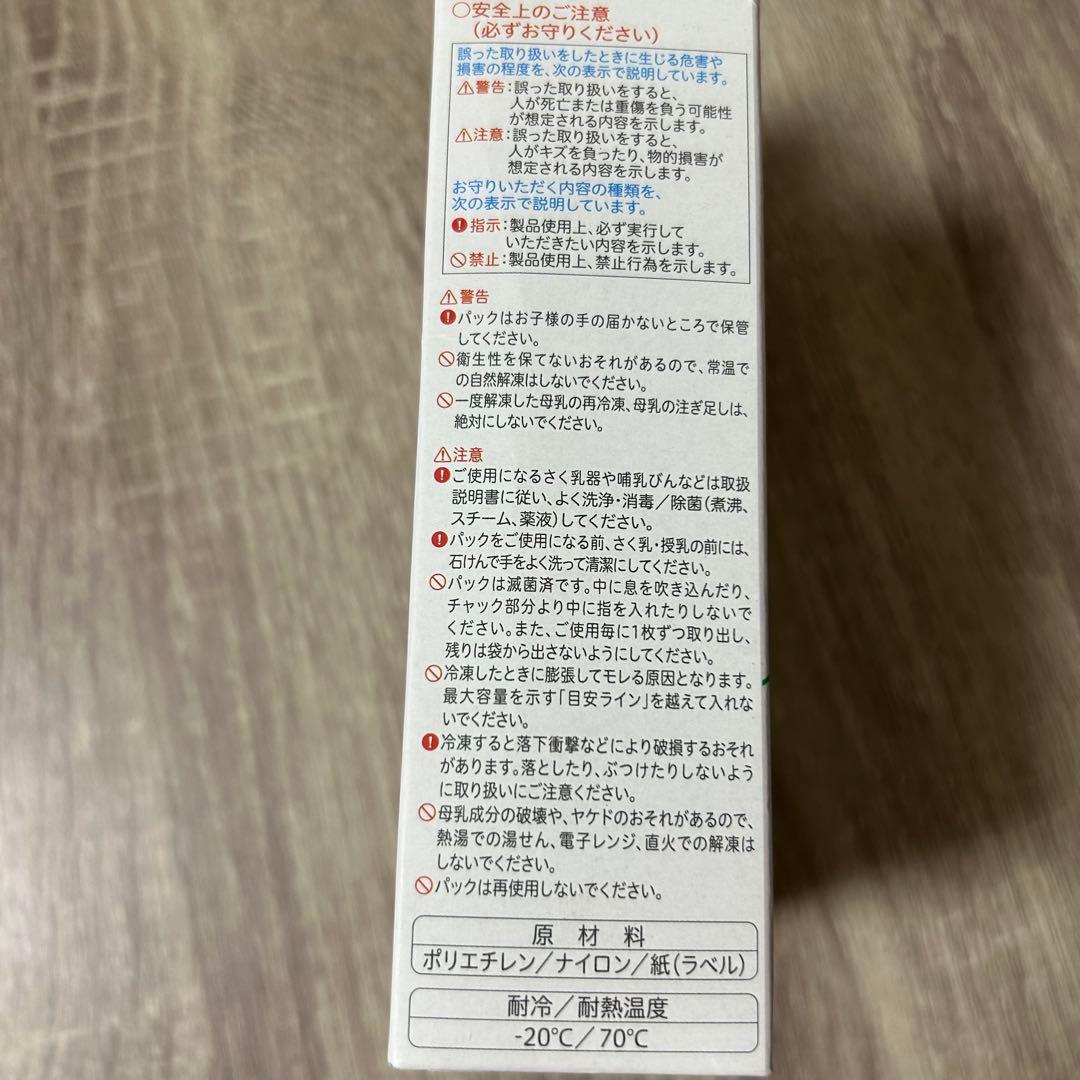 ○安全上のご注意
(必ずお守りください)
誤った取り扱いをしたときに生じる危害や
損害の程度を、次の表示で説明しています。
⚠警告:誤った取り扱いをすると、
人が死亡または重傷を負う可能性
が想定される内容を示します。
⚠注意:誤った取り扱いをすると、
人がキズを負ったり、物的損害が
想定される内容を示します。
お守りいただく内容の種類を、
次の表示で説明しています。
❗指示:製品使用上、必ず実行して
いただきたい内容を示します。
🚫禁止:製品使用上、禁止行為を示します。
⚠警告
❗パックはお子様の手の届かないところで保管
してください。
🚫衛生性を保てないおそれがあるので、常温で
の自然解凍はしないでください。
🚫一度解凍した母乳の再冷凍、母乳の注ぎ足しは、
絶対にしないでください。
⚠注意
❗ご使用になるさく乳器や哺乳びんなどは取扱
説明書に従い、よく洗浄・消毒/除菌(煮沸、
スチーム、薬液)してください。
❗パックをご使用になる前、さく乳・授乳の前には、
石けんで手をよく洗って清潔にしてください。
🚫パックは滅菌済です。中に息を吹き込んだり、
チャック部分より中に指を入れたりしないで
ください。また、ご使用毎に1枚ずつ取り出し、
残りは袋から出さないようにしてください。
🚫冷凍したときに膨張してモレる原因となります。
最大容量を示す「目安ライン」を越えて入れな
いでください。
❗冷凍すると落下衝撃などにより破損するおそれ
があります。落としたり、ぶつけたりしないよう
に取り扱いにご注意ください。
🚫母乳成分の破壊や、ヤケドのおそれがあるので、
熱湯での湯せん、電子レンジ、直火での解凍は
しないでください。
🚫パックは再使用しないでください。
原材料
ポリエチレン/ナイロン/紙(ラベル)
耐冷/耐熱温度
-20℃/70℃